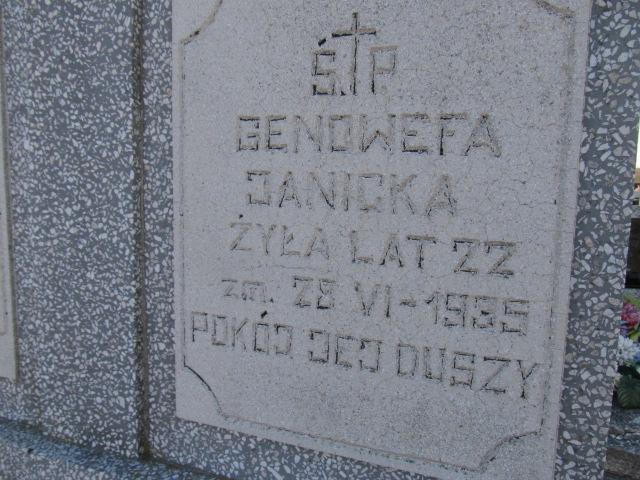 Ś.†P.
GENOWEFA
JANICKA
ŻYŁA LAT 22
zm. 28 VI-1935
POKÓJ JEJ DUSZY